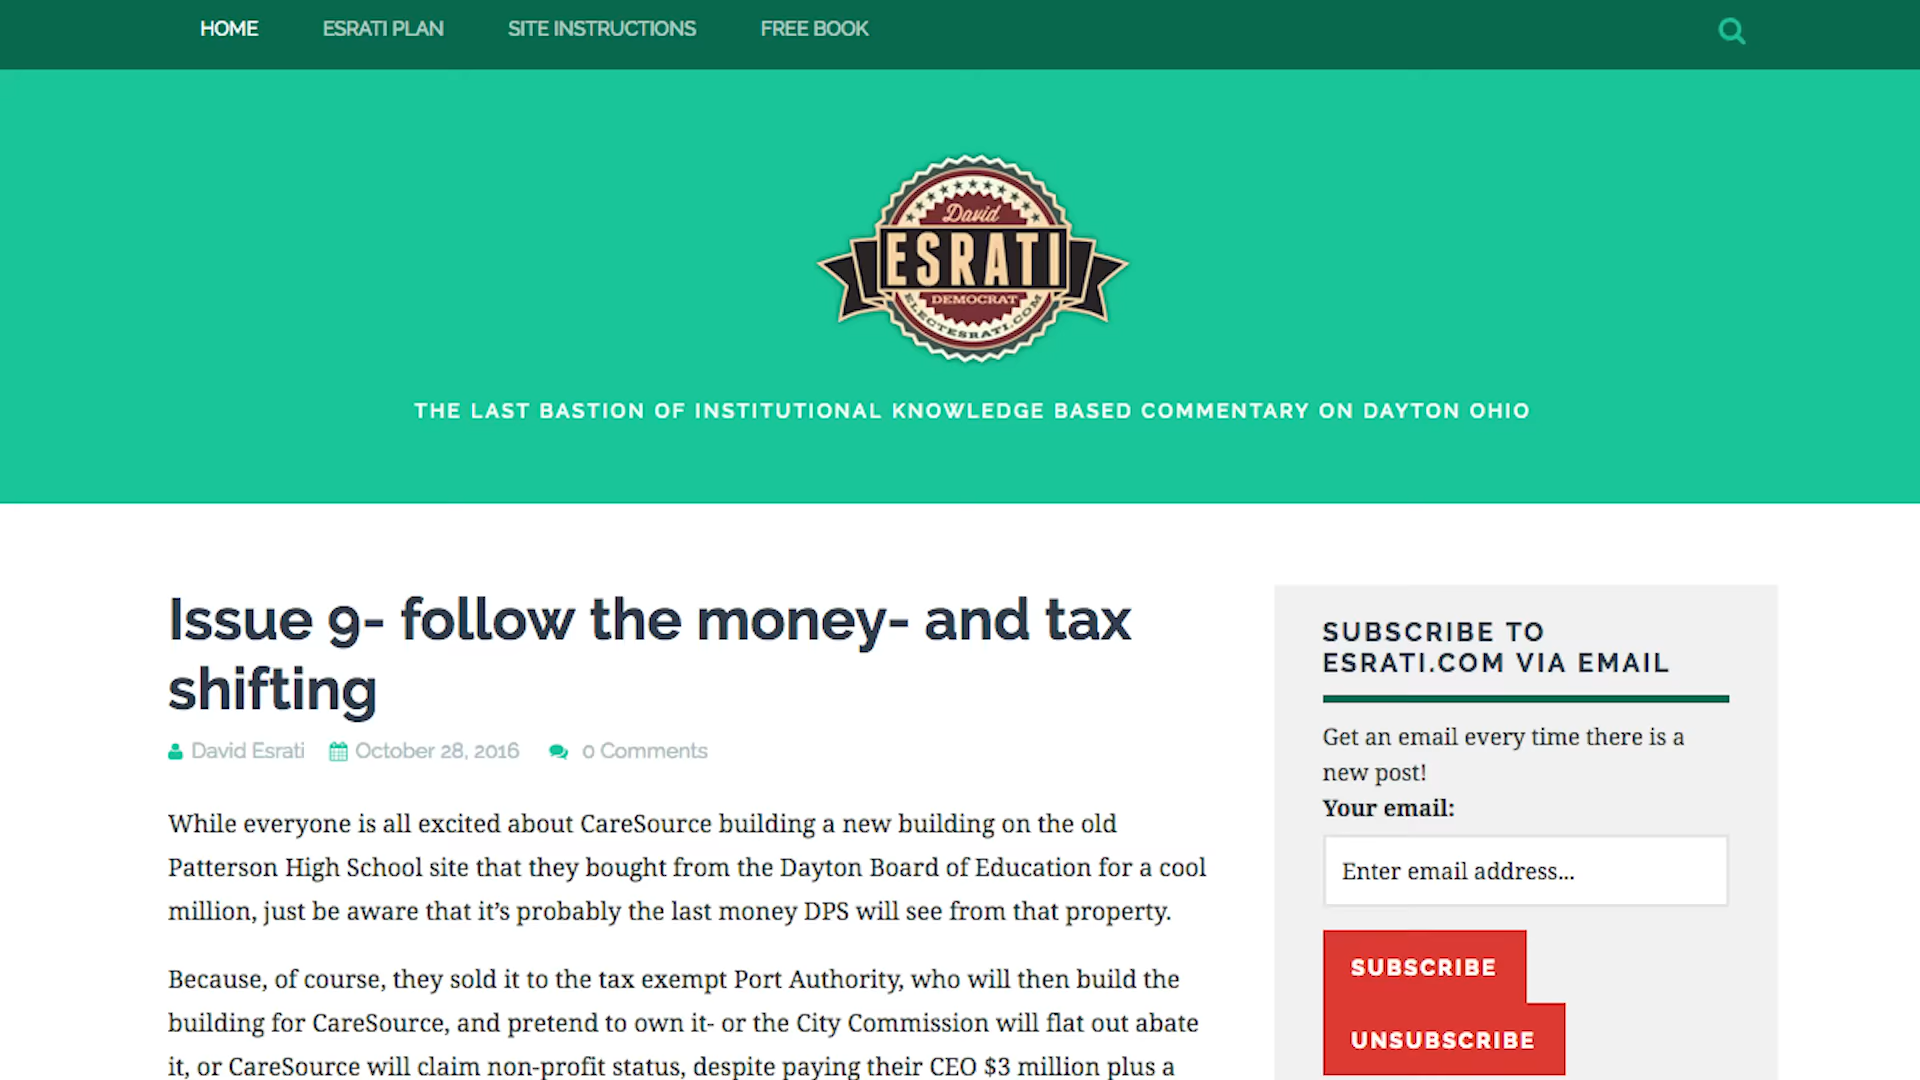 HOME ESRATI PLAN SITE INSTRUCTIONS FREE BOOK
David
ESRATI
DEMOCRAT
ELECTESRATI.COM
THE LAST BASTION OF INSTITUTIONAL KNOWLEDGE BASED COMMENTARY ON DAYTON OHIO
Issue 9- follow the money- and tax
shifting
David Esrati October 28, 2016 0 Comments
While everyone is all excited about CareSource building a new building on the old
Patterson High School site that they bought from the Dayton Board of Education for a cool
million, just be aware that it’s probably the last money DPS will see from that property.
Because, of course, they sold it to the tax exempt Port Authority, who will then build the
building for CareSource, and pretend to own it- or the City Commission will flat out abate
it, or CareSource will claim non-profit status, despite paying their CEO $3 million plus a
SUBSCRIBE TO
ESRATI.COM VIA EMAIL
Get an email every time there is a
new post!
Your email:
Enter email address...
SUBSCRIBE
UNSUBSCRIBE